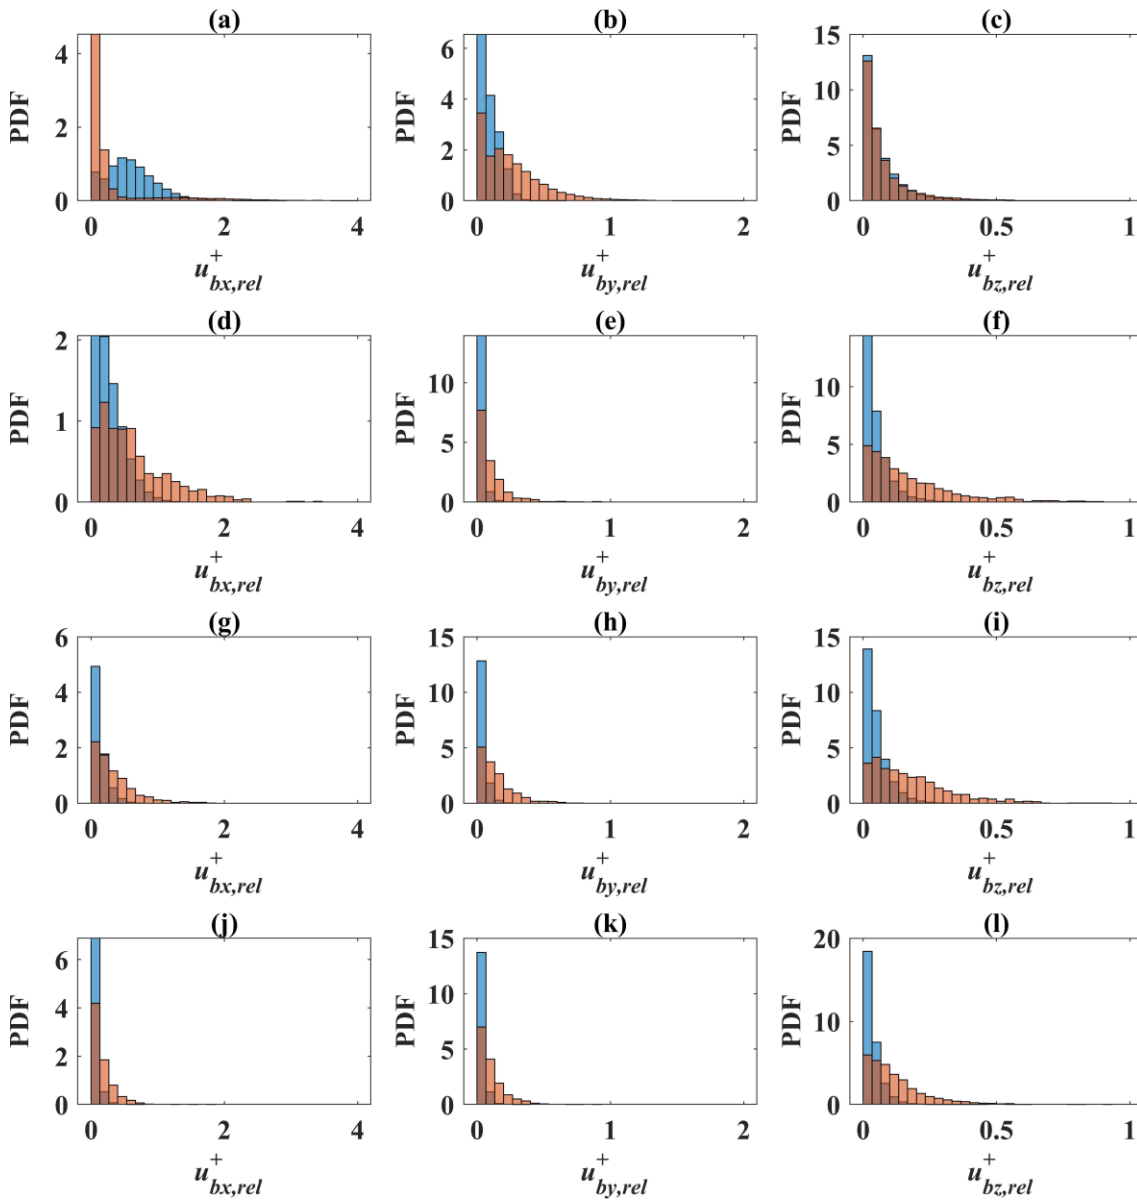 (a) (b) (c)
PDF 4 2 0 0 2 4
PDF 6 4 2 0 0 1 2
PDF 15 10 5 0 0 0.5 1
u+bx,rel u+by,rel u+bz,rel
(d) (e) (f)
PDF 2 1 0 0 2 4
PDF 10 5 0 0 1 2
PDF 10 5 0 0 0.5 1
u+bx,rel u+by,rel u+bz,rel
(g) (h) (i)
PDF 6 4 2 0 0 2 4
PDF 15 10 5 0 0 1 2
PDF 15 10 5 0 0 0.5 1
u+bx,rel u+by,rel u+bz,rel
(j) (k) (l)
PDF 6 4 2 0 0 2 4
PDF 15 10 5 0 0 1 2
PDF 20 10 0 0 0.5 1
u+bx,rel u+by,rel u+bz,rel